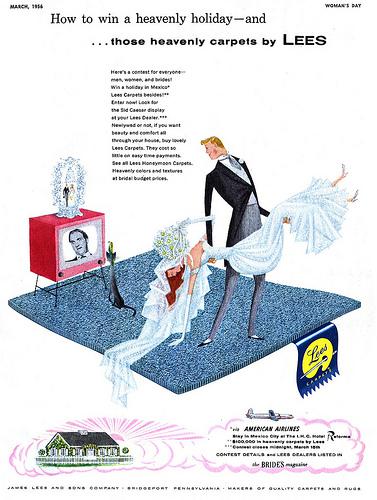 MARCH, 1956
WOMAN'S DAY
How to win a heavenly holiday—and
...those heavenly carpets by LEES
Here's a contest for everyone—
men, women, and brides!
Win a holiday in Mexico*
Lees Carpets besides!**
Enter now! Look for
the Sid Caesar display
at your Lees Dealer.***
Newlywed or not, if you want
beauty and comfort all
through your house, buy lovely
Lees Carpets. They cost so
little on easy time payments.
See all Lees Honeymoon Carpets.
Heavenly colors and textures
at bridal budget prices.
Lees
*via AMERICAN AIRLINES
Stay in Mexico City at The I.H.C. Hotel Reforma
**$100,000 in heavenly carpets by Lees
***Contest closes midnight, March 15th
CONTEST DETAILS and LEES DEALERS LISTED IN
the BRIDES magazine
JAMES LEES AND SONS COMPANY · BRIDGEPORT PENNSYLVANIA · MAKERS OF QUALITY CARPETS AND RUGS